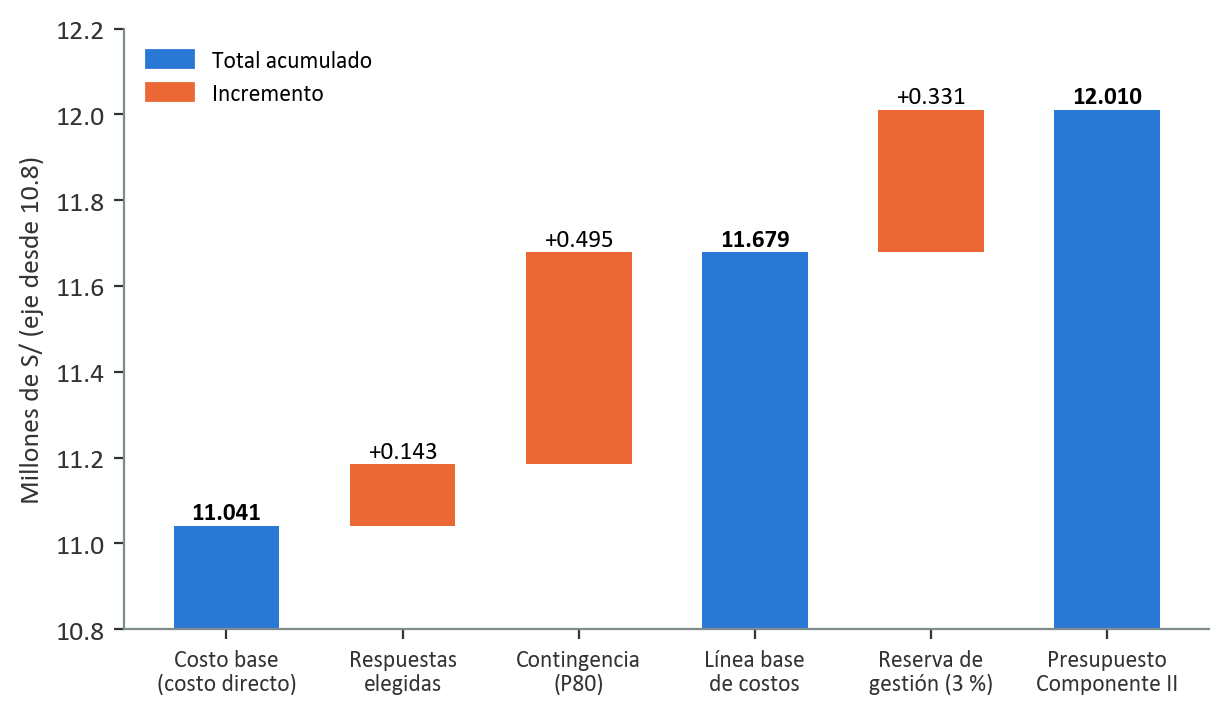 12.2
12.0
11.8
11.6
11.4
11.2
11.0
10.8
Millones de S/ (eje desde 10.8)
Total acumulado
Incremento
11.041
+0.143
+0.495
11.679
+0.331
12.010
Costo base
(costo directo)
Respuestas
elegidas
Contingencia
(P80)
Línea base
de costos
Reserva de
gestión (3 %)
Presupuesto
Componente II